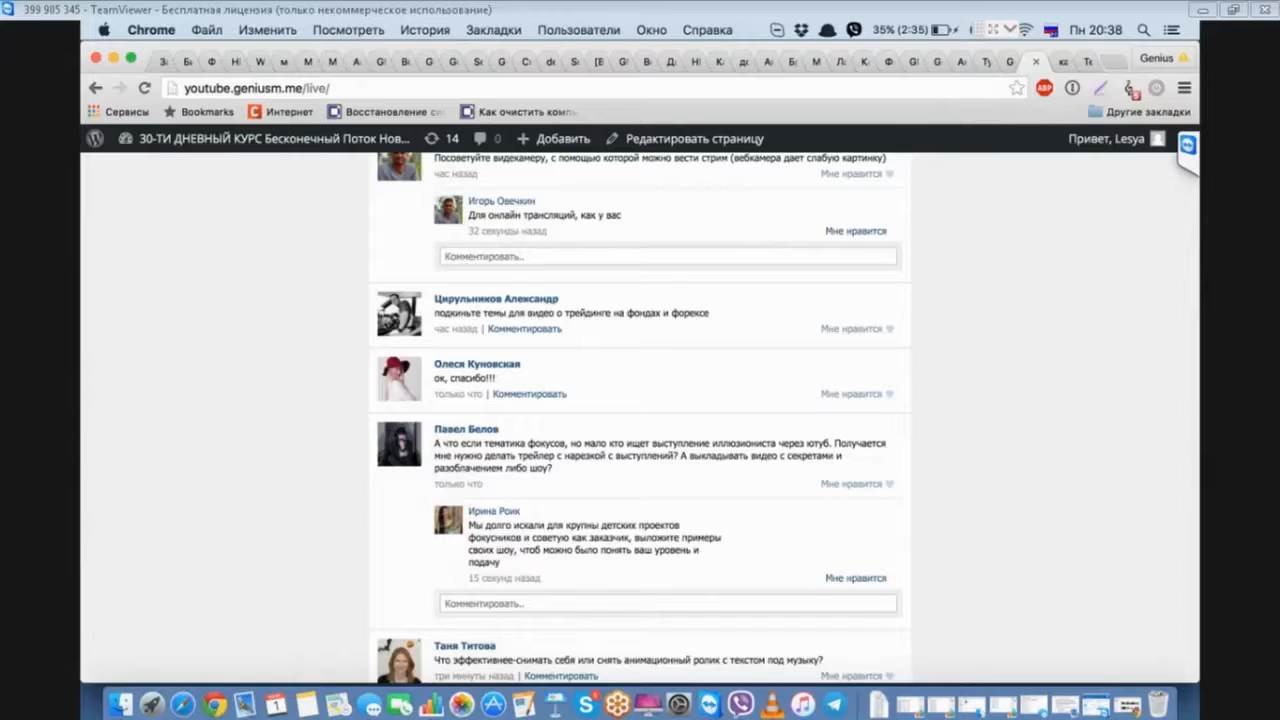 399 905 345 - TeamViewer - Бесплатная лицензия (только некоммерческое использование)
Chrome Файл Изменить Посмотреть История Закладки Пользователи Окно Справка 35% (2:35) Пн 20:38
Genius
youtube.geniusm.me/live/
Сервисы Bookmarks Интернет Восстановление Как очистить Другие закладки
30-ТИ ДНЕВНЫЙ КУРС Бесконечный Поток Нов... 14 0 Добавить Редактировать страницу Привет, Lesya
Посоветуйте видекамеру, с помощью которой можно вести стрим (вебкамера дает слабую картинку)
час назад Мне нравится
Игорь Овечкин
Для онлайн трансляций, как у вас
32 секунды назад Мне нравится
Комментировать..
Цирульников Александр
подкиньте темы для видео о трейдинге на фондах и форексе
час назад | Комментировать Мне нравится
Олеся Куновская
ок, спасибо!!!
только что | Комментировать Мне нравится
Павел Белов
А что если тематика фокусов, но мало кто ищет выступление иллюзиониста через ютуб. Получается
мне нужно делать трейлер с нарезкой с выступлений? А выкладывать видео с секретами и
разоблачением либо шоу?
только что Мне нравится
Ирина Роик
Мы долго искали для крупны детских проектов
фокусников и советую как заказчик, выложите примеры
своих шоу, чтоб можно было понять ваш уровень и
подачу
15 секунд назад Мне нравится
Комментировать..
Таня Титова
Что эффективнее-снимать себя или снять анимационный ролик с текстом под музыку?
три минуты назад | Комментировать Мне нравится